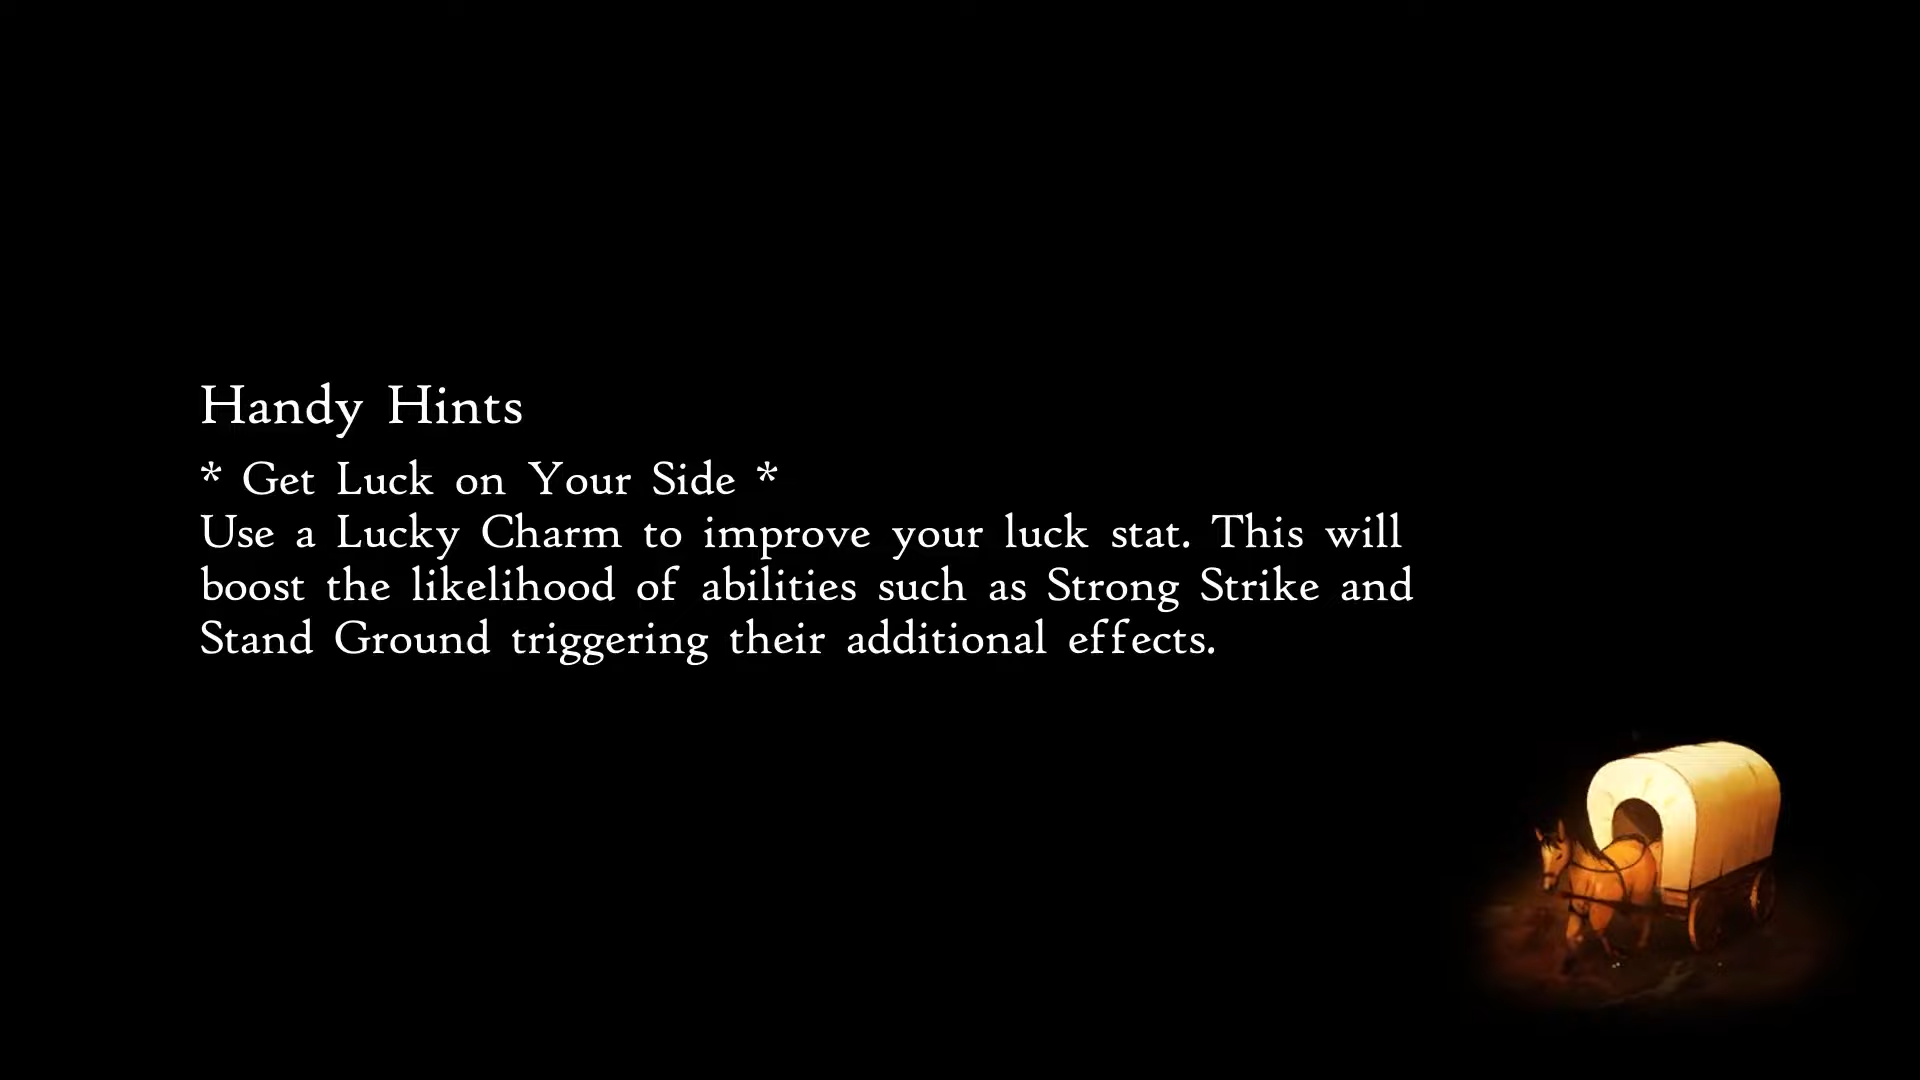 Handy Hints
* Get Luck on Your Side *
Use a Lucky Charm to improve your luck stat. This will
boost the likelihood of abilities such as Strong Strike and
Stand Ground triggering their additional effects.